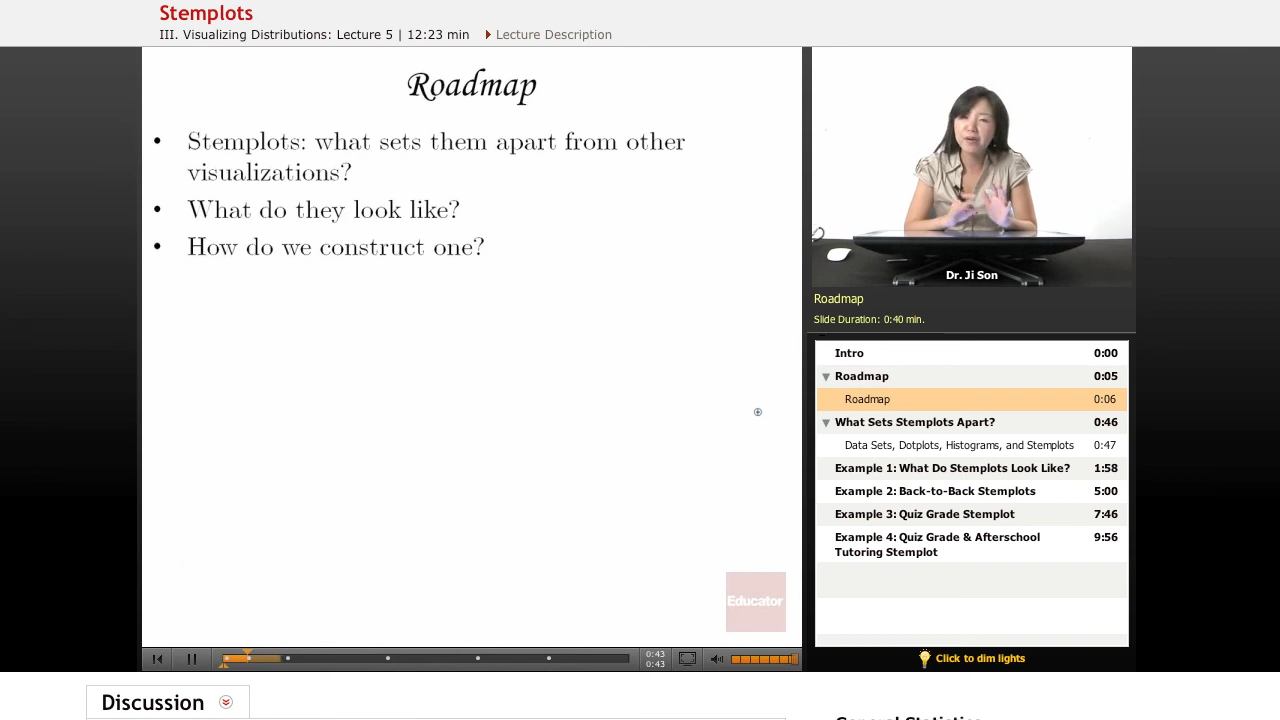 Stemplots
III. Visualizing Distributions: Lecture 5 | 12:23 min
Lecture Description
Roadmap
• Stemplots: what sets them apart from other
visualizations?
• What do they look like?
• How do we construct one?
Educator
Dr. Ji Son
Roadmap
Slide Duration: 0:40 min.
Intro 0:00
Roadmap 0:05
Roadmap 0:06
What Sets Stemplots Apart? 0:46
Data Sets, Dotplots, Histograms, and Stemplots 0:47
Example 1: What Do Stemplots Look Like? 1:58
Example 2: Back-to-Back Stemplots 5:00
Example 3: Quiz Grade Stemplot 7:46
Example 4: Quiz Grade & Afterschool 9:56
Tutoring Stemplot
0:43
0:43
Click to dim lights
Discussion
General Statistics